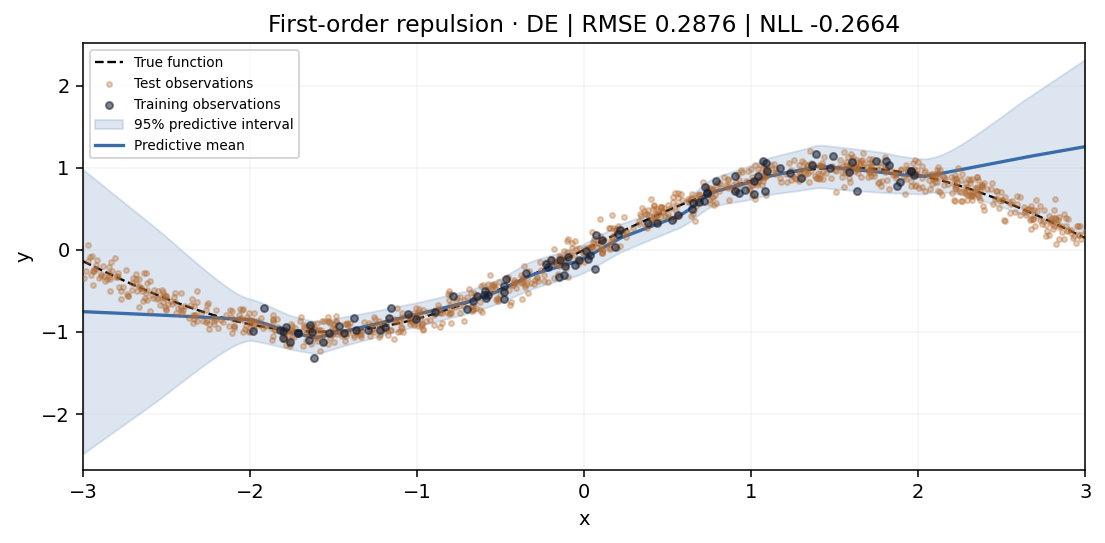 First-order repulsion · DE | RMSE 0.2876 | NLL -0.2664
True function
Test observations
Training observations
95% predictive interval
Predictive mean
2
1
0
−1
−2
y
−3
−2
−1
0
1
2
3
x